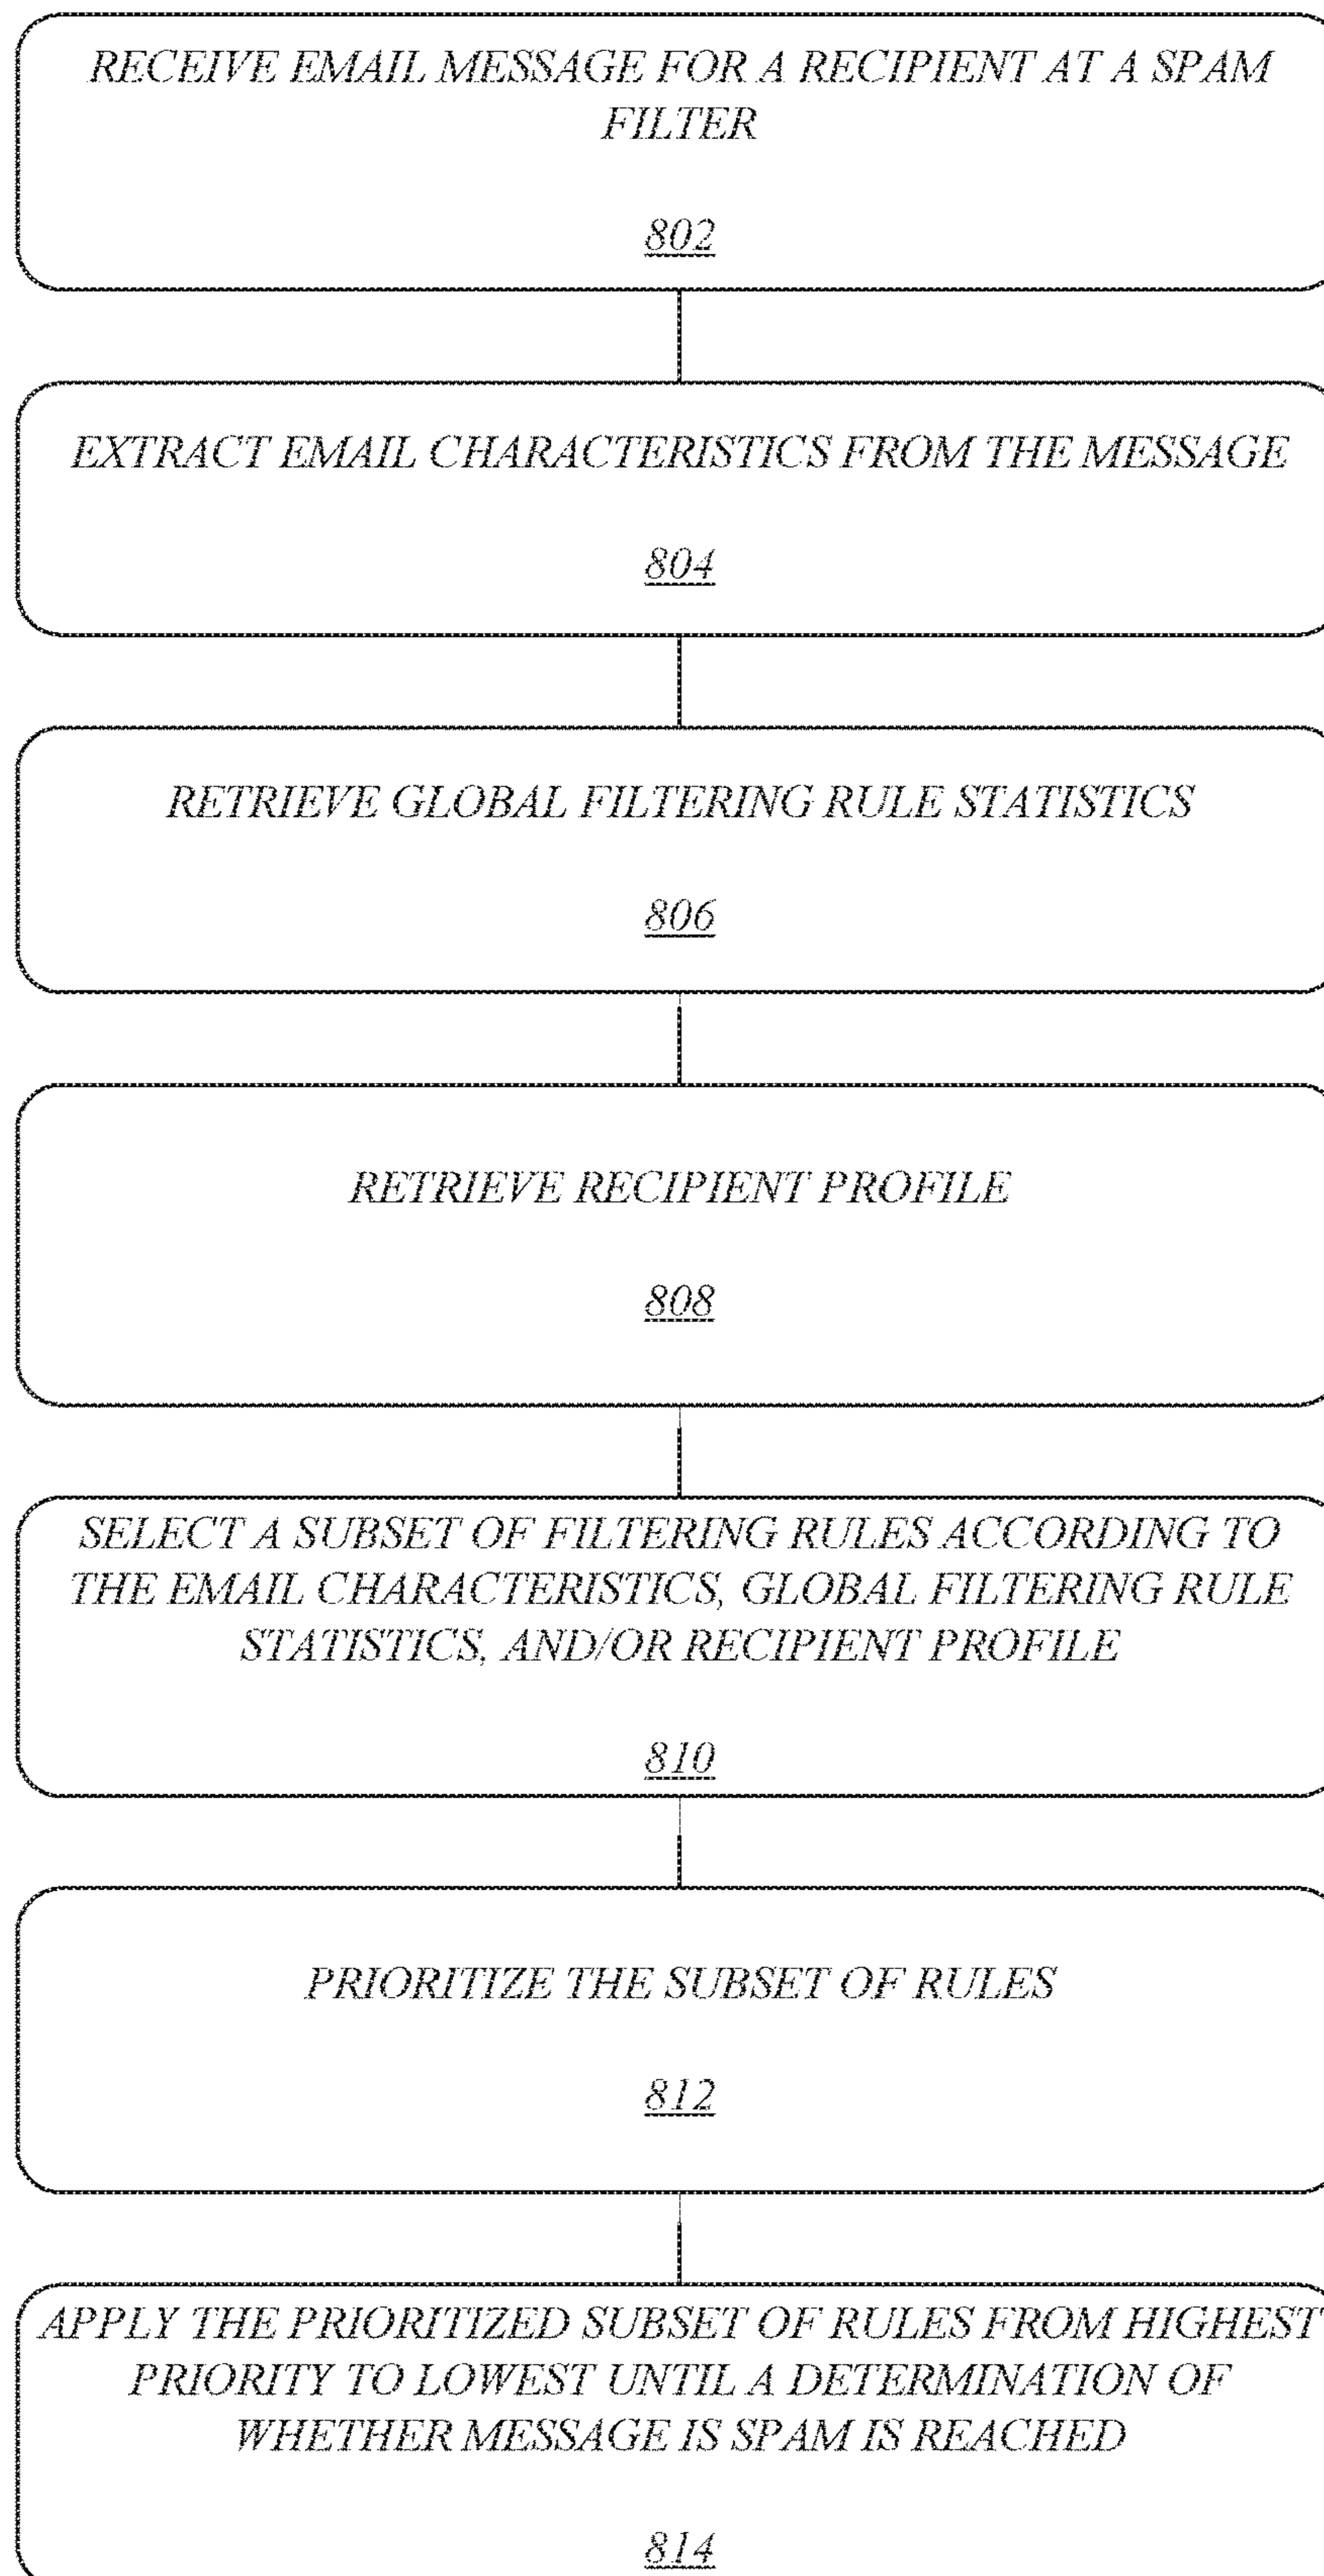 RECEIVE EMAIL MESSAGE FOR A RECIPIENT AT A SPAM
FILTER
802
EXTRACT EMAIL CHARACTERISTICS FROM THE MESSAGE
804
RETRIEVE GLOBAL FILTERING RULE STATISTICS
806
RETRIEVE RECIPIENT PROFILE
808
SELECT A SUBSET OF FILTERING RULES ACCORDING TO
THE EMAIL CHARACTERISTICS, GLOBAL FILTERING RULE
STATISTICS, AND/OR RECIPIENT PROFILE
810
PRIORITIZE THE SUBSET OF RULES
812
APPLY THE PRIORITIZED SUBSET OF RULES FROM HIGHEST
PRIORITY TO LOWEST UNTIL A DETERMINATION OF
WHETHER MESSAGE IS SPAM IS REACHED
814